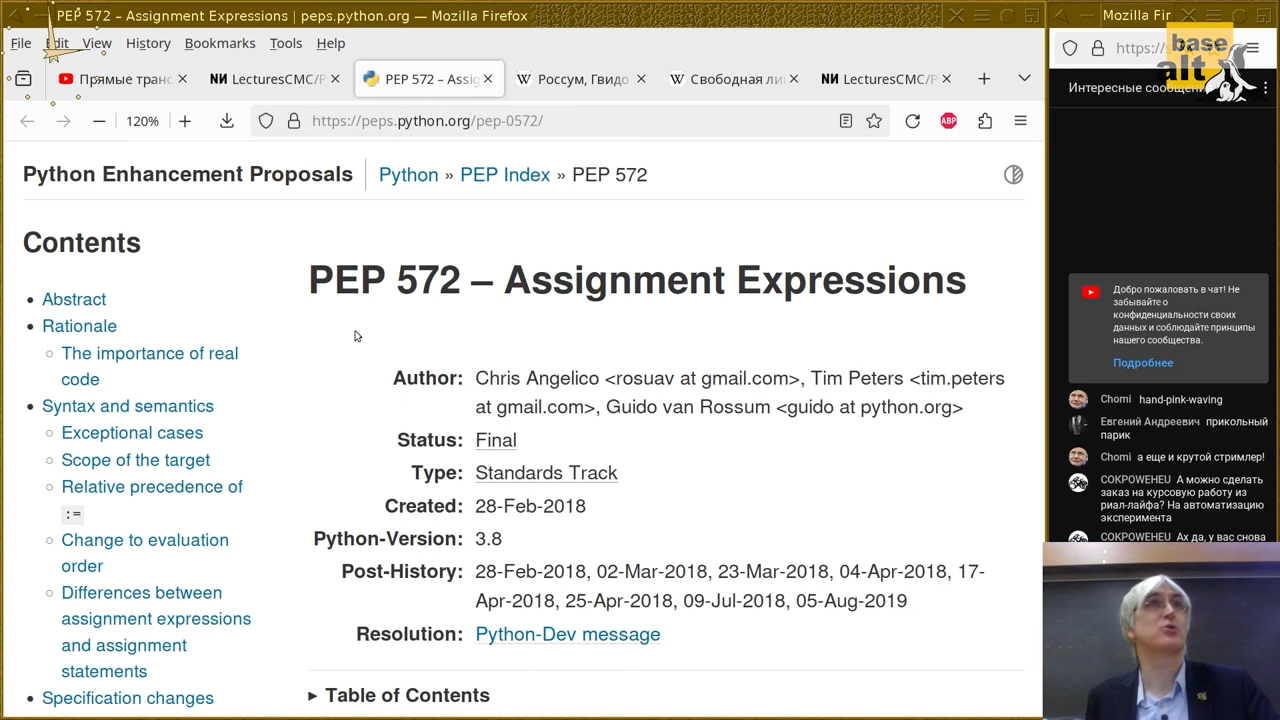 PEP 572 – Assignment Expressions | peps.python.org — Mozilla Firefox
File Edit View History Bookmarks Tools Help
Прямые транс
LecturesCMC/P
PEP 572 – Assig
Россум, Гвидо
Свободная ли
LecturesCMC/P
120%
https://peps.python.org/pep-0572/
ABP
Python Enhancement Proposals
Python » PEP Index » PEP 572
Contents
Abstract
Rationale
The importance of real
code
Syntax and semantics
Exceptional cases
Scope of the target
Relative precedence of
:=
Change to evaluation
order
Differences between
assignment expressions
and assignment
statements
Specification changes
PEP 572 – Assignment Expressions
Author: Chris Angelico <rosuav at gmail.com>, Tim Peters <tim.peters
at gmail.com>, Guido van Rossum <guido at python.org>
Status: Final
Type: Standards Track
Created: 28-Feb-2018
Python-Version: 3.8
Post-History: 28-Feb-2018, 02-Mar-2018, 23-Mar-2018, 04-Apr-2018, 17-
Apr-2018, 25-Apr-2018, 09-Jul-2018, 05-Aug-2019
Resolution: Python-Dev message
Table of Contents
Mozilla Fir
base
alt
https://
Интересные сообщен
Добро пожаловать в чат! Не
забывайте о
конфиденциальности своих
данных и соблюдайте принципы
нашего сообщества.
Подробнее
Chomi hand-pink-waving
Евгений Андреевич прикольный
парик
Chomi а еще и крутой стример!
COKPOWEHEU А можно сделать
заказ на курсовую работу из
риал-лайфа? На автоматизацию
эксперимента
COKPOWEHEU Ах да, у вас снова